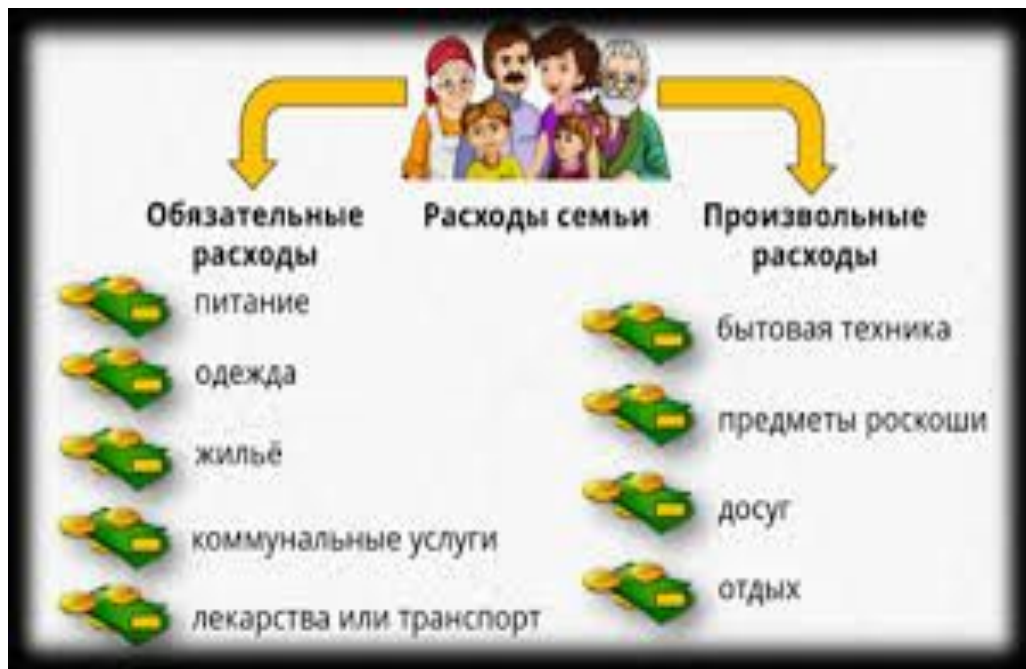 Расходы семьи
Обязательные
расходы
питание
одежда
жильё
коммунальные услуги
лекарства или транспорт
Произвольные
расходы
бытовая техника
предметы роскоши
досуг
отдых